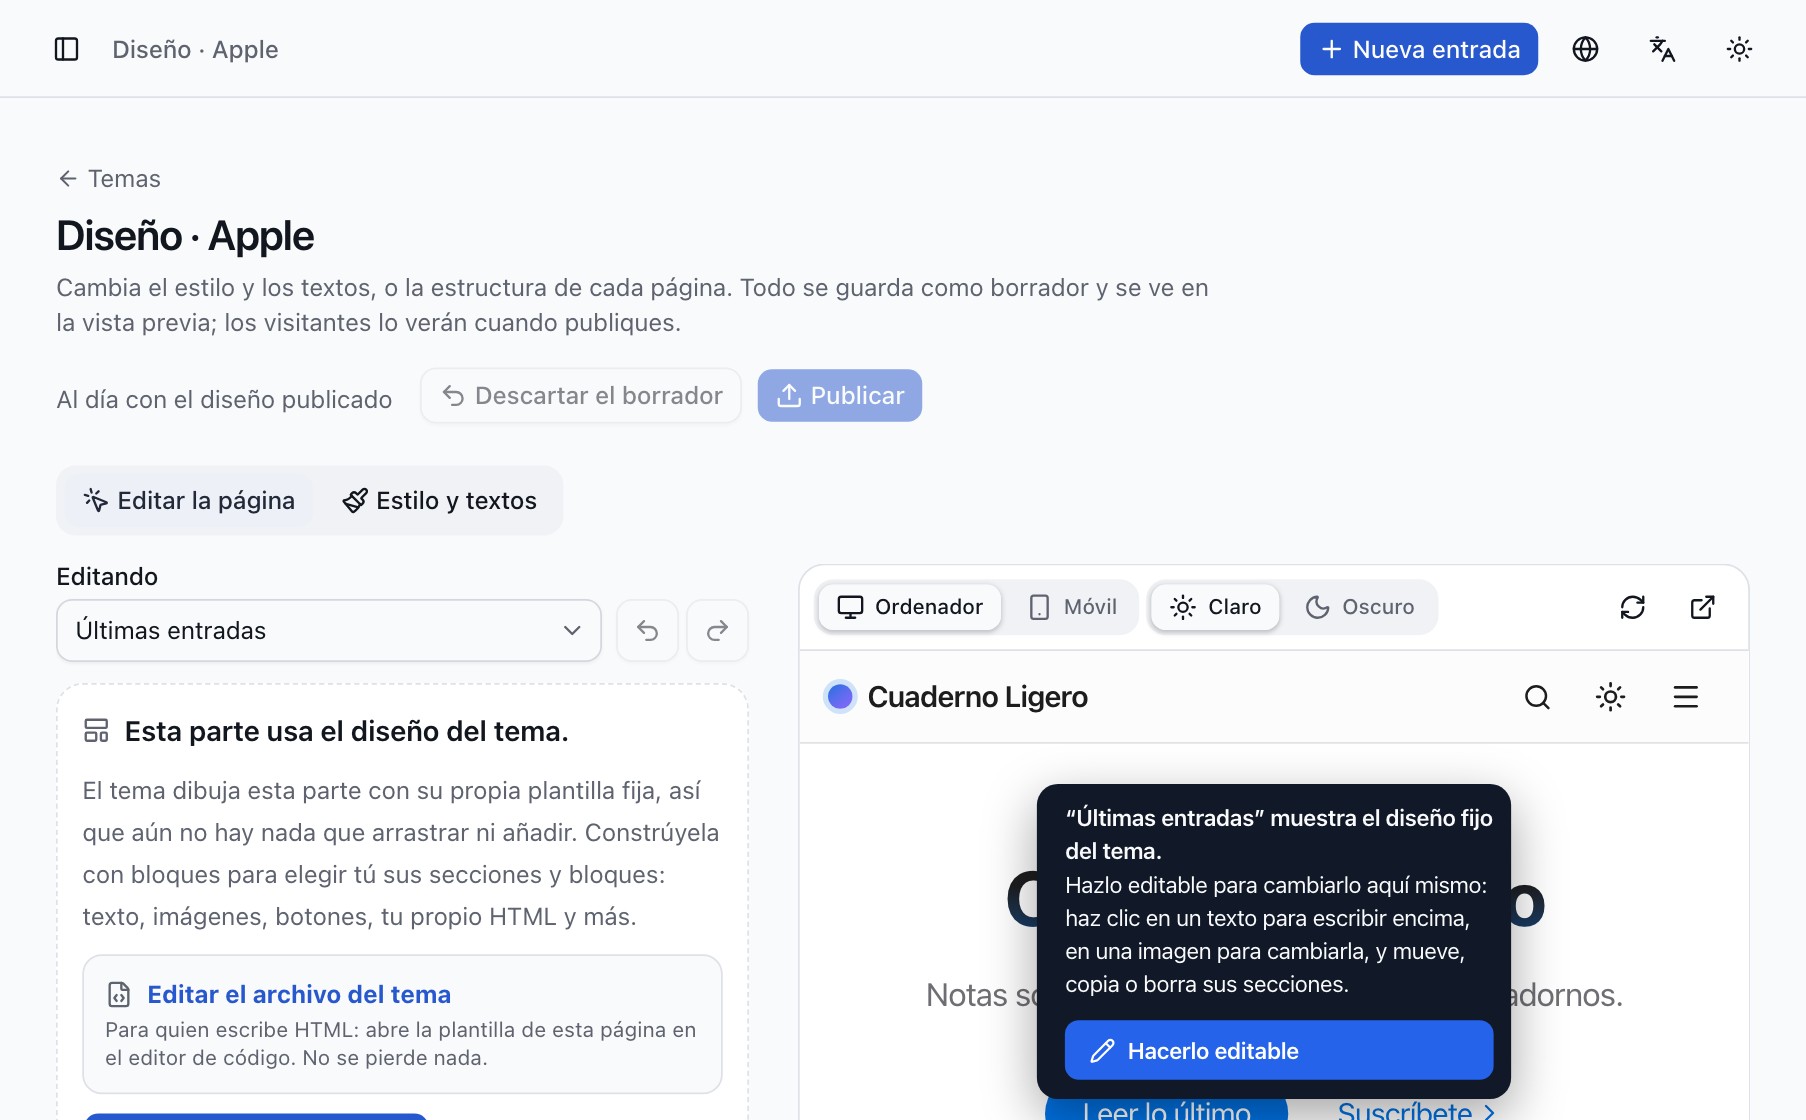 Diseño · Apple
Nueva entrada
Temas
Diseño · Apple
Cambia el estilo y los textos, o la estructura de cada página. Todo se guarda como borrador y se ve en
la vista previa; los visitantes lo verán cuando publiques.
Al día con el diseño publicado
Descartar el borrador
Publicar
Editar la página
Estilo y textos
Editando
Últimas entradas
Esta parte usa el diseño del tema.
El tema dibuja esta parte con su propia plantilla fija, así
que aún no hay nada que arrastrar ni añadir. Constrúyela
con bloques para elegir tú sus secciones y bloques:
texto, imágenes, botones, tu propio HTML y más.
Editar el archivo del tema
Para quien escribe HTML: abre la plantilla de esta página en
el editor de código. No se pierde nada.
Ordenador
Móvil
Claro
Oscuro
Cuaderno Ligero
“Últimas entradas” muestra el diseño fijo
del tema.
Hazlo editable para cambiarlo aquí mismo:
haz clic en un texto para escribir encima,
en una imagen para cambiarla, y mueve,
copia o borra sus secciones.
Hacerlo editable
Notas
adornos.
Leer lo último
Suscríbete